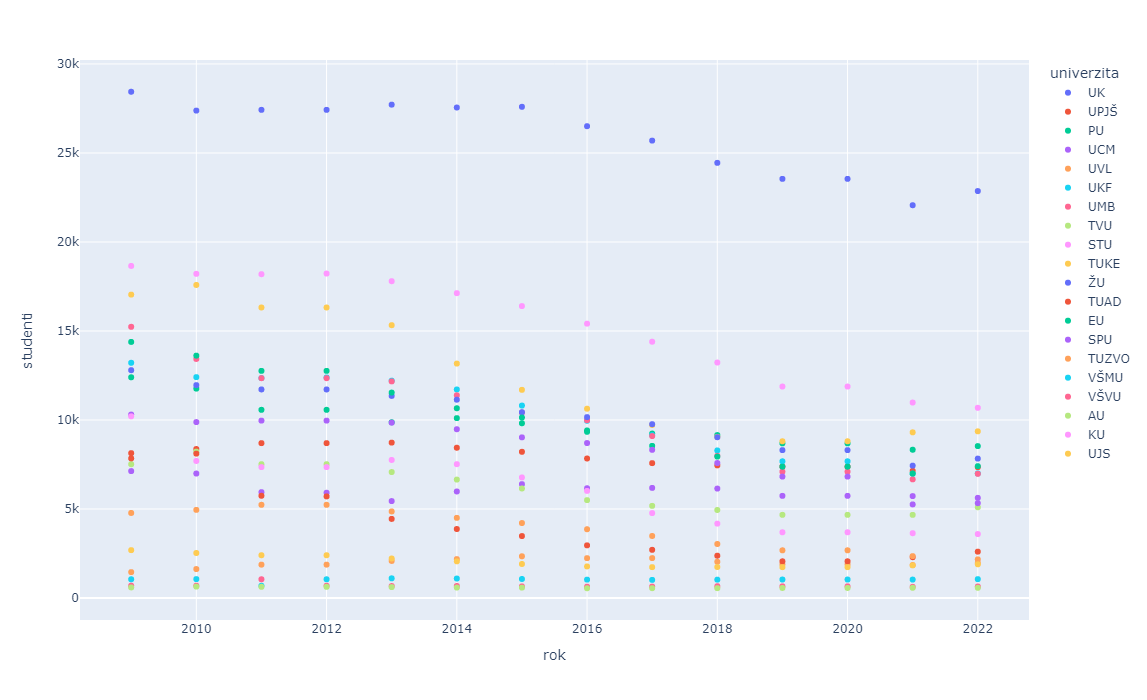 30k
25k
20k
15k
10k
5k
0
studenti
2010
2012
2014
2016
2018
2020
2022
rok
univerzita
UK
UPJŠ
PU
UCM
UVL
UKF
UMB
TVU
STU
TUKE
ŽU
TUAD
EU
SPU
TUZVO
VŠMU
VŠVU
AU
KU
UJS